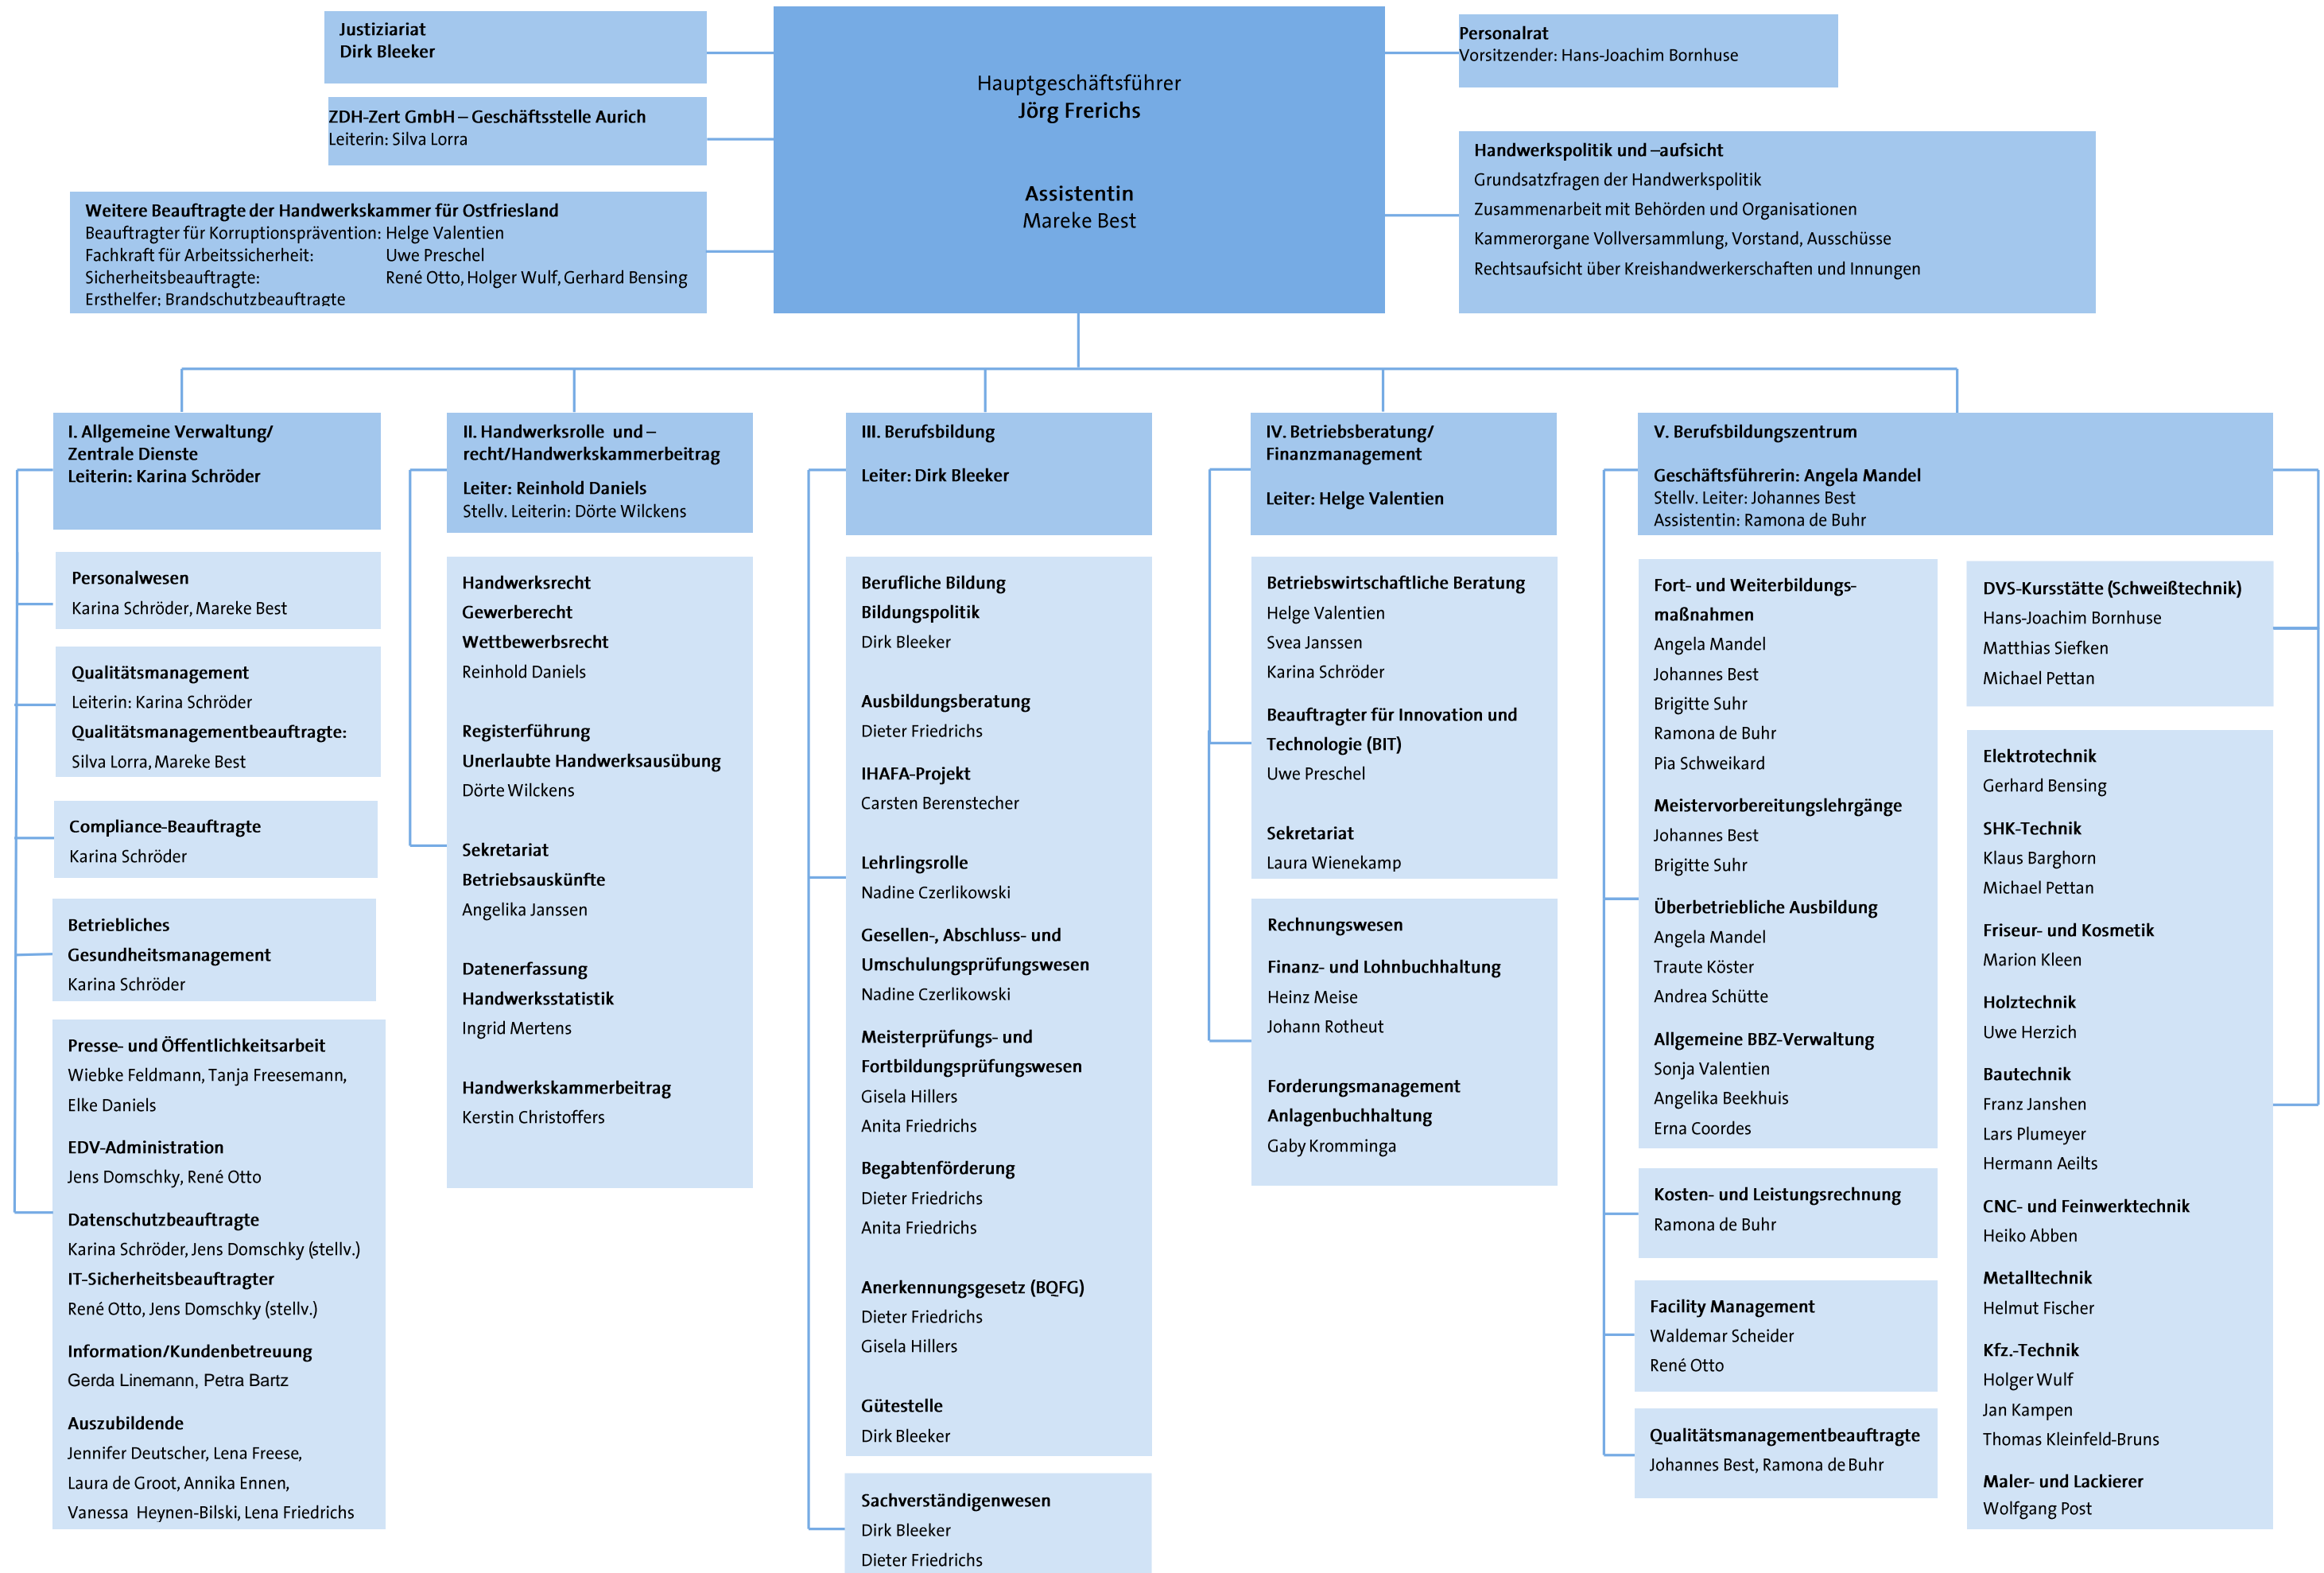 Justiziariat
Dirk Bleeker
ZDH-Zert GmbH – Geschäftsstelle Aurich
Leiterin: Silva Lorra
Weitere Beauftragte der Handwerkskammer für Ostfriesland
Beauftragter für Korruptionsprävention: Helge Valentien
Fachkraft für Arbeitssicherheit: Uwe Preschel
Sicherheitsbeauftragte: René Otto, Holger Wulf, Gerhard Bensing
Ersthelfer; Brandschutzbeauftragte
Hauptgeschäftsführer
Jörg Frerichs
Assistentin
Mareke Best
Personalrat
Vorsitzender: Hans-Joachim Bornhuse
Handwerkspolitik und –aufsicht
Grundsatzfragen der Handwerkspolitik
Zusammenarbeit mit Behörden und Organisationen
Kammerorgane Vollversammlung, Vorstand, Ausschüsse
Rechtsaufsicht über Kreishandwerkerschaften und Innungen
I. Allgemeine Verwaltung/
Zentrale Dienste
Leiterin: Karina Schröder
Personalwesen
Karina Schröder, Mareke Best
Qualitätsmanagement
Leiterin: Karina Schröder
Qualitätsmanagementbeauftragte:
Silva Lorra, Mareke Best
Compliance-Beauftragte
Karina Schröder
Betriebliches
Gesundheitsmanagement
Karina Schröder
Presse- und Öffentlichkeitsarbeit
Wiebke Feldmann, Tanja Freesemann,
Elke Daniels
EDV-Administration
Jens Domschky, René Otto
Datenschutzbeauftragte
Karina Schröder, Jens Domschky (stellv.)
IT-Sicherheitsbeauftragter
René Otto, Jens Domschky (stellv.)
Information/Kundenbetreuung
Gerda Linemann, Petra Bartz
Auszubildende
Jennifer Deutscher, Lena Freese,
Laura de Groot, Annika Ennen,
Vanessa Heynen-Bilski, Lena Friedrichs
II. Handwerksrolle und –
recht/Handwerkskammerbeitrag
Leiter: Reinhold Daniels
Stellv. Leiterin: Dörte Wilckens
Handwerksrecht
Gewerberecht
Wettbewerbsrecht
Reinhold Daniels
Registerführung
Unerlaubte Handwerksausübung
Dörte Wilckens
Sekretariat
Betriebsauskünfte
Angelika Janssen
Datenerfassung
Handwerksstatistik
Ingrid Mertens
Handwerkskammerbeitrag
Kerstin Christoffers
III. Berufsbildung
Leiter: Dirk Bleeker
Berufliche Bildung
Bildungspolitik
Dirk Bleeker
Ausbildungsberatung
Dieter Friedrichs
IHAFA-Projekt
Carsten Berenstecher
Lehrlingsrolle
Nadine Czerlikowski
Gesellen-, Abschluss- und
Umschulungsprüfungswesen
Nadine Czerlikowski
Meisterprüfungs- und
Fortbildungsprüfungswesen
Gisela Hillers
Anita Friedrichs
Begabtenförderung
Dieter Friedrichs
Anita Friedrichs
Anerkennungsgesetz (BQFG)
Dieter Friedrichs
Gisela Hillers
Gütestelle
Dirk Bleeker
Sachverständigenwesen
Dirk Bleeker
Dieter Friedrichs
IV. Betriebsberatung/
Finanzmanagement
Leiter: Helge Valentien
Betriebswirtschaftliche Beratung
Helge Valentien
Svea Janssen
Karina Schröder
Beauftragter für Innovation und
Technologie (BIT)
Uwe Preschel
Sekretariat
Laura Wienekamp
Rechnungswesen
Finanz- und Lohnbuchhaltung
Heinz Meise
Johann Rotheut
Forderungsmanagement
Anlagenbuchhaltung
Gaby Kromminga
V. Berufsbildungszentrum
Geschäftsführerin: Angela Mandel
Stellv. Leiter: Johannes Best
Assistentin: Ramona de Buhr
Fort- und Weiterbildungs-
maßnahmen
Angela Mandel
Johannes Best
Brigitte Suhr
Ramona de Buhr
Pia Schweikard
Meistervorbereitungslehrgänge
Johannes Best
Brigitte Suhr
Überbetriebliche Ausbildung
Angela Mandel
Traute Köster
Andrea Schütte
Allgemeine BBZ-Verwaltung
Sonja Valentien
Angelika Beekhuis
Erna Coordes
Kosten- und Leistungsrechnung
Ramona de Buhr
Facility Management
Waldemar Scheider
René Otto
Qualitätsmanagementbeauftragte
Johannes Best, Ramona de Buhr
DVS-Kursstätte (Schweißtechnik)
Hans-Joachim Bornhuse
Matthias Siefken
Michael Pettan
Elektrotechnik
Gerhard Bensing
SHK-Technik
Klaus Barghorn
Michael Pettan
Friseur- und Kosmetik
Marion Kleen
Holztechnik
Uwe Herzich
Bautechnik
Franz Janshen
Lars Plumeyer
Hermann Aeilts
CNC- und Feinwerktechnik
Heiko Abben
Metalltechnik
Helmut Fischer
Kfz.-Technik
Holger Wulf
Jan Kampen
Thomas Kleinfeld-Bruns
Maler- und Lackierer
Wolfgang Post